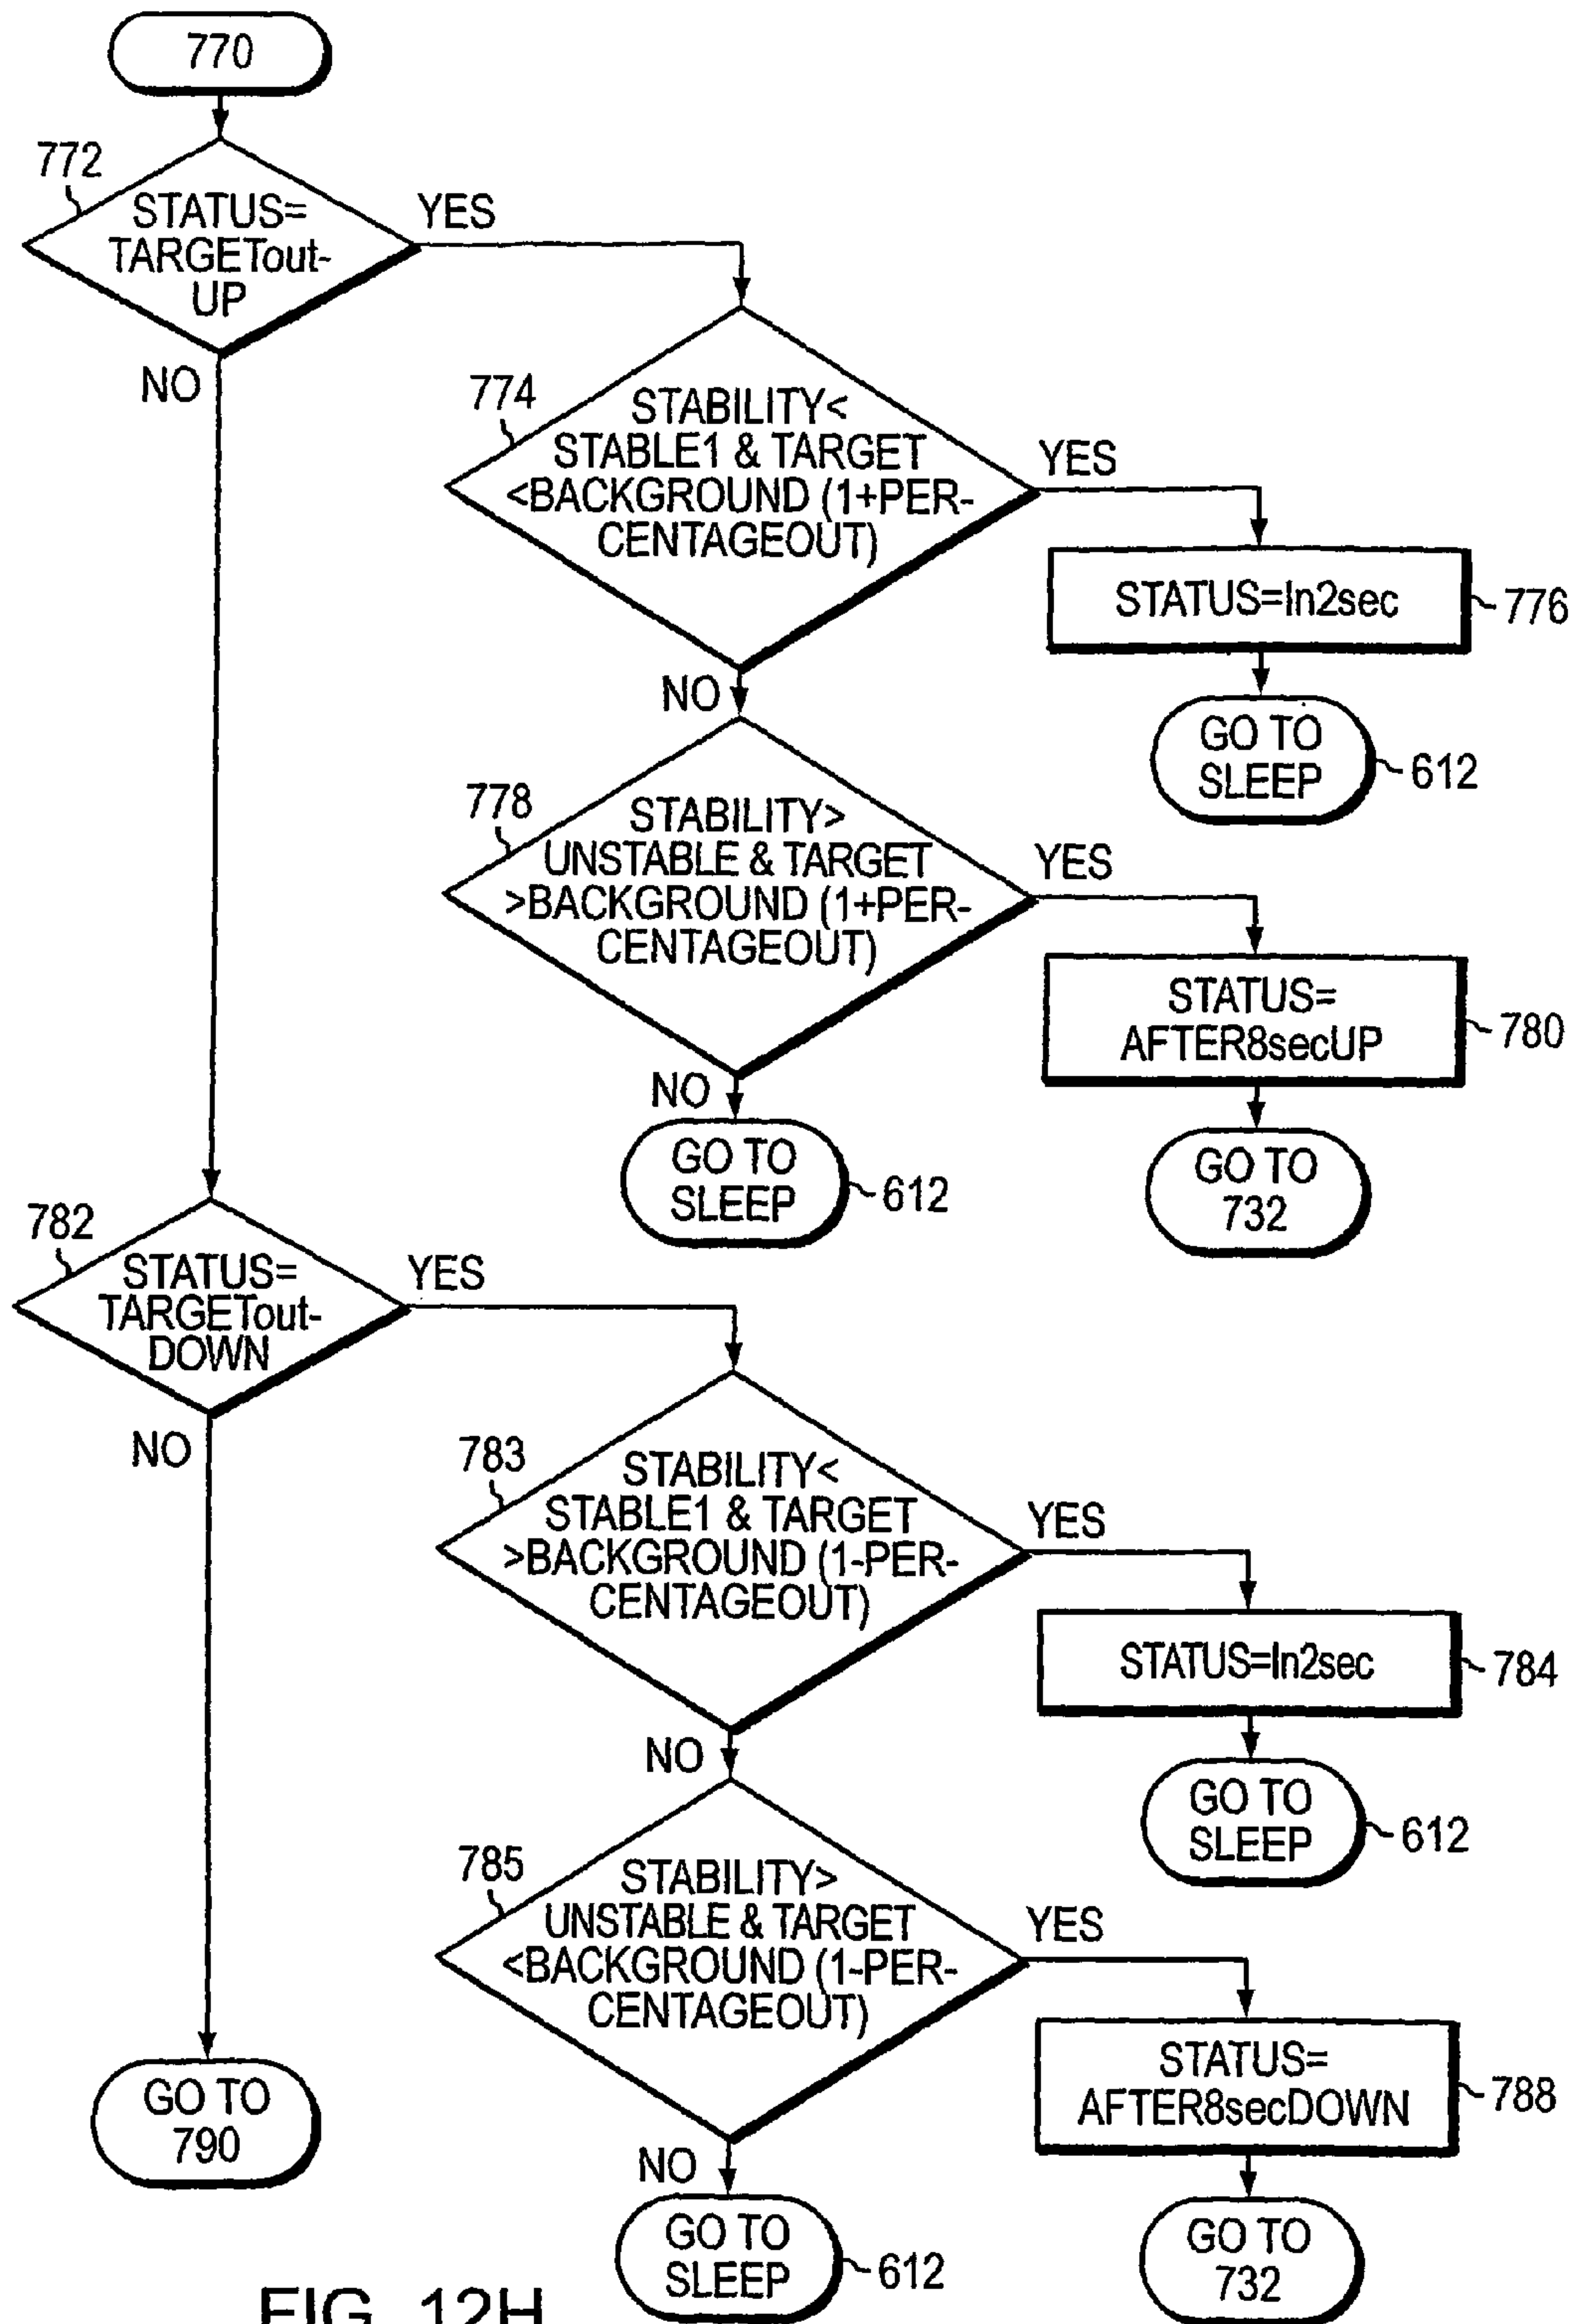 770
772
STATUS=
TARGETout-
UP
YES
NO
774
STABILITY<
STABLE1 & TARGET
<BACKGROUND (1+PER-
CENTAGEOUT)
YES
STATUS=In2sec
776
GO TO
SLEEP
612
NO
778
STABILITY>
UNSTABLE & TARGET
>BACKGROUND (1+PER-
CENTAGEOUT)
YES
STATUS=
AFTER8secUP
780
GO TO
732
NO
GO TO
SLEEP
612
782
STATUS=
TARGETout-
DOWN
YES
NO
783
STABILITY<
STABLE1 & TARGET
>BACKGROUND (1-PER-
CENTAGEOUT)
YES
STATUS=In2sec
784
GO TO
SLEEP
612
NO
785
STABILITY>
UNSTABLE & TARGET
<BACKGROUND (1-PER-
CENTAGEOUT)
YES
STATUS=
AFTER8secDOWN
788
GO TO
732
NO
GO TO
SLEEP
612
GO TO
790
FIG. 12H